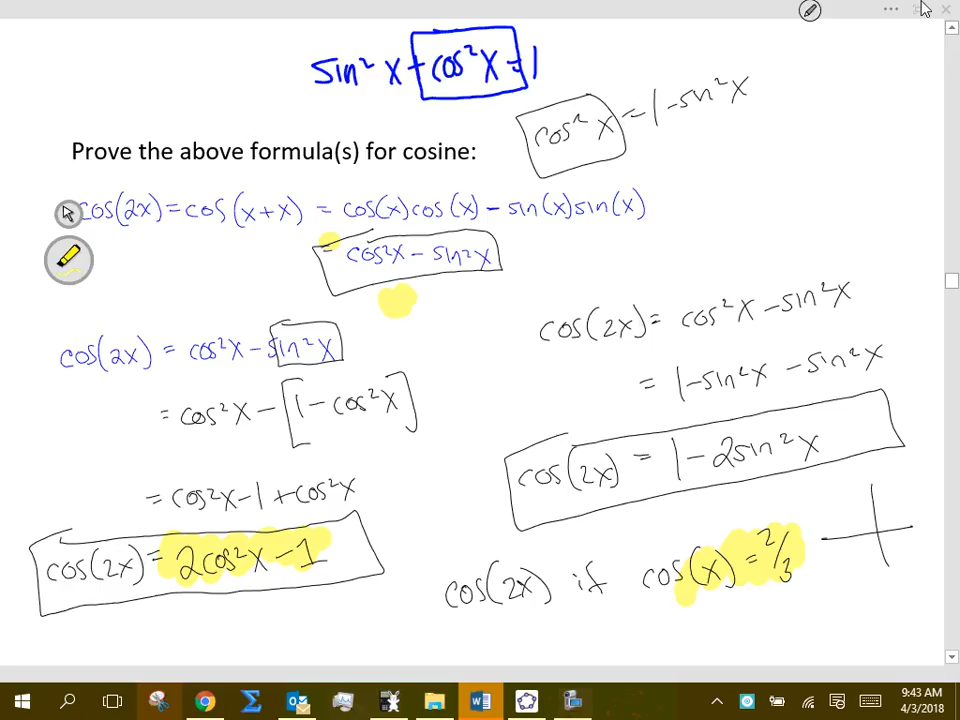 sin²x + cos²x = 1
cos²x = 1 - sin²x
Prove the above formula(s) for cosine:
cos(2x) = cos(x+x) = cos(x)cos(x) - sin(x)sin(x)
= cos²x - sin²x
cos(2x) = cos²x - sin²x
= cos²x - [1 - cos²x]
= cos²x - 1 + cos²x
cos(2x) = 2cos²x - 1
cos(2x) = cos²x - sin²x
= 1 - sin²x - sin²x
cos(2x) = 1 - 2sin²x
cos(2x) if cos(x) = 2/3
9:43 AM
4/3/2018